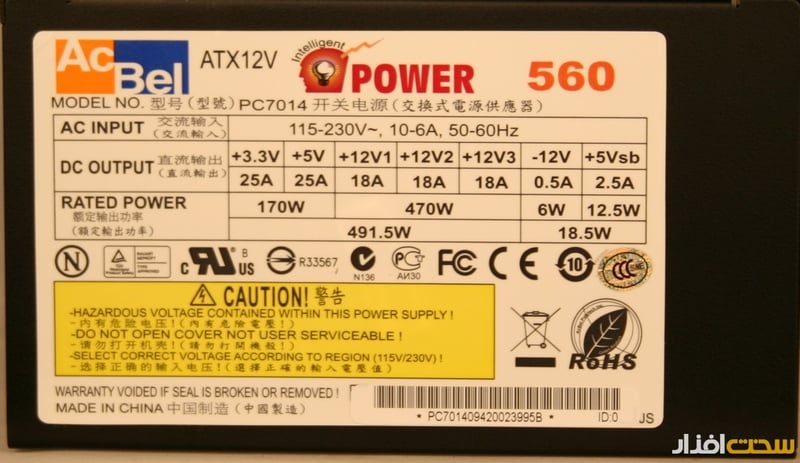 AcBel ATX12V Intelligent POWER 560
MODEL NO. 型号(型號) PC7014 开关电源(交換式電源供應器)
AC INPUT 交流输入 (交流輸入) 115-230V~, 10-6A, 50-60Hz
DC OUTPUT 直流输出 (直流輸出) +3.3V +5V +12V1 +12V2 +12V3 -12V +5Vsb
25A 25A 18A 18A 18A 0.5A 2.5A
RATED POWER 170W 470W 6W 12.5W
额定输出功率
(額定輸出功率) 491.5W 18.5W
N TÜV c RU US R33567 N136 АИ30 FC CE 10 CCC
CAUTION! 警告
-HAZARDOUS VOLTAGE CONTAINED WITHIN THIS POWER SUPPLY !
-内有危险电压!(內有危險電壓!)
-DO NOT OPEN COVER NOT USER SERVICEABLE !
-请勿打开机壳!(請勿打開機殼!)
-SELECT CORRECT VOLTAGE ACCORDING TO REGION (115V/230V) !
-选择正确的输入电压!(選擇正確的輸入電壓值)
RoHS
WARRANTY VOIDED IF SEAL IS BROKEN OR REMOVED !
MADE IN CHINA 中国制造 (中國製造)
* PC701409420023995B * ID:0 JS
سخت‌افزار